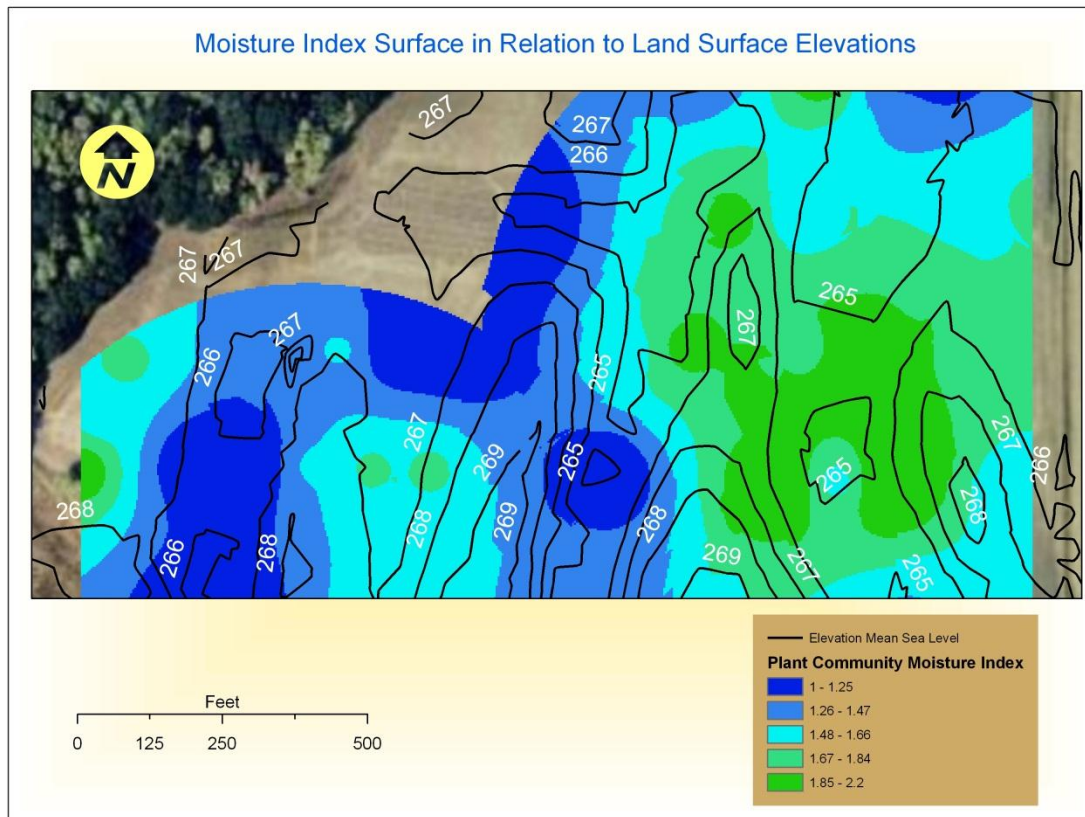 Moisture Index Surface in Relation to Land Surface Elevations
N
267
267
266
267
267
265
267
267
266
265
267
267
269
265
265
266
268
268
268
269
268
266
268
269
267
265
Elevation Mean Sea Level
Plant Community Moisture Index
1 - 1.25
1.26 - 1.47
1.48 - 1.66
1.67 - 1.84
1.85 - 2.2
Feet
0 125 250 500